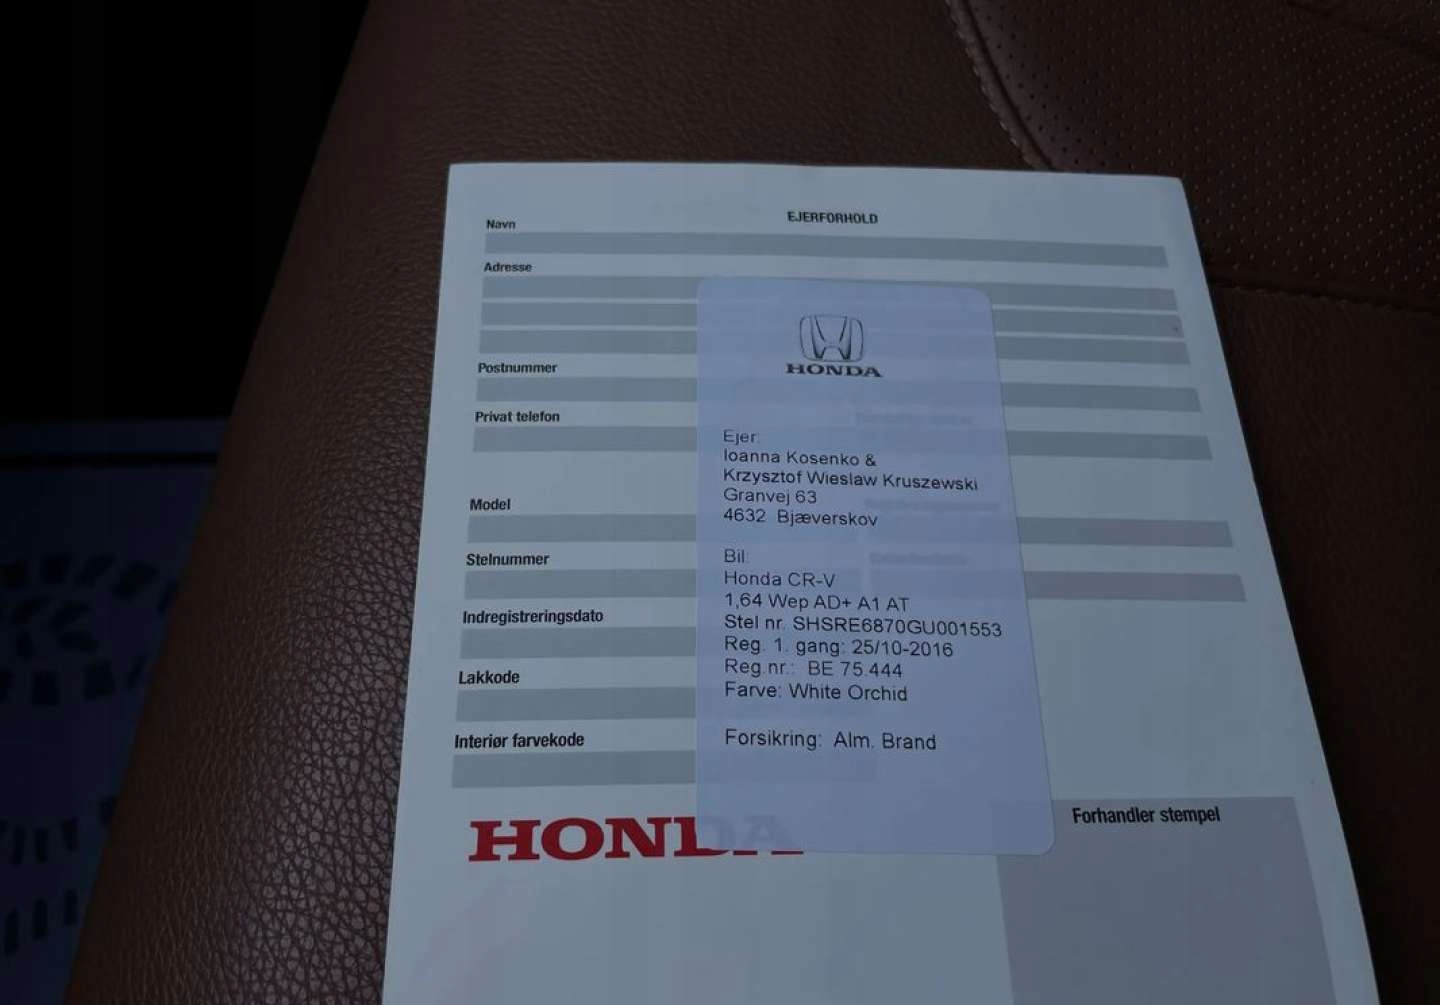 EJERFORHOLD
Navn
Adresse
Postnummer
Privat telefon
Model
Stelnummer
Indregistreringsdato
Lakkode
Interiør farvekode
HONDA
Ejer:
Ioanna Kosenko &
Krzysztof Wieslaw Kruszewski
Granvej 63
4632 Bjæverskov
Bil:
Honda CR-V
1,64 Wep AD+ A1 AT
Stel nr. SHSRE6870GU001553
Reg. 1. gang: 25/10-2016
Reg.nr.: BE 75.444
Farve: White Orchid
Forsikring: Alm. Brand
HONDA
Forhandler stempel